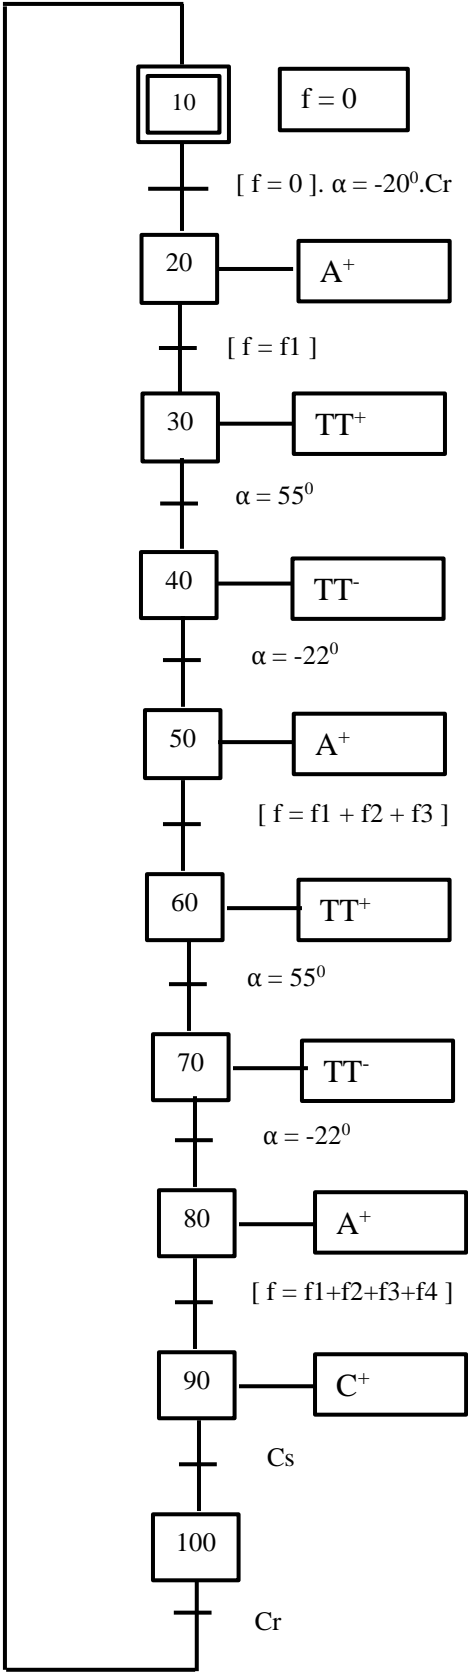 10 f = 0
[ f = 0 ]. α = -20⁰.Cr
20 A⁺
[ f = f1 ]
30 TT⁺
α = 55⁰
40 TT⁻
α = -22⁰
50 A⁺
[ f = f1 + f2 + f3 ]
60 TT⁺
α = 55⁰
70 TT⁻
α = -22⁰
80 A⁺
[ f = f1+f2+f3+f4 ]
90 C⁺
Cs
100
Cr